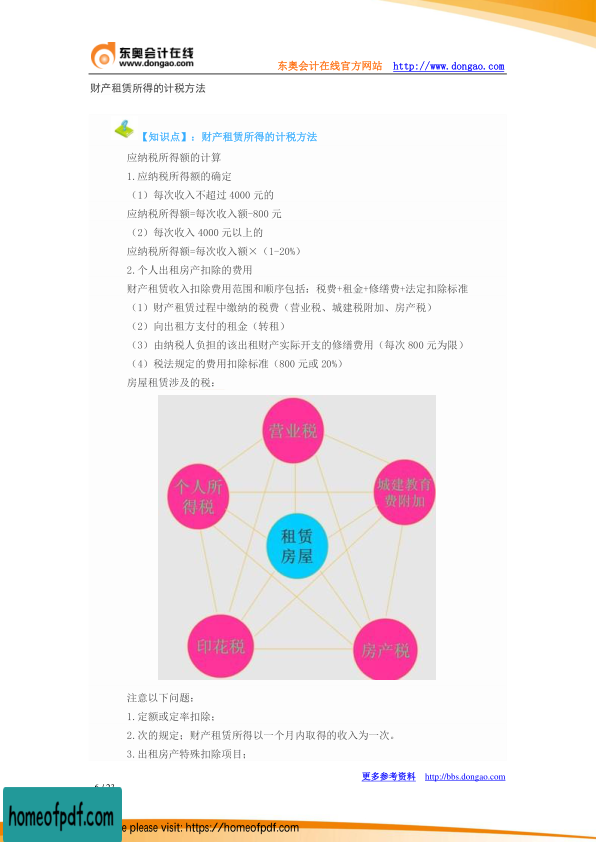 东奥会计在线
www.dongao.com
东奥会计在线官方网站 http://www.dongao.com
财产租赁所得的计税方法
【知识点】：财产租赁所得的计税方法
应纳税所得额的计算
1.应纳税所得额的确定
（1）每次收入不超过 4000 元的
应纳税所得额=每次收入额-800 元
（2）每次收入 4000 元以上的
应纳税所得额=每次收入额×（1-20%）
2.个人出租房产扣除的费用
财产租赁收入扣除费用范围和顺序包括：税费+租金+修缮费+法定扣除标准
（1）财产租赁过程中缴纳的税费（营业税、城建税附加、房产税）
（2）向出租方支付的租金（转租）
（3）由纳税人负担的该出租财产实际开支的修缮费用（每次 800 元为限）
（4）税法规定的费用扣除标准（800 元或 20%）
房屋租赁涉及的税：
营业税
个人所
得税
城建教育
费附加
租赁
房屋
印花税
房产税
注意以下问题：
1.定额或定率扣除；
2.次的规定：财产租赁所得以一个月内取得的收入为一次。
3.出租房产特殊扣除项目：
更多参考资料 http://bbs.dongao.com
homeofpdf.com
please visit: https://homeofpdf.com